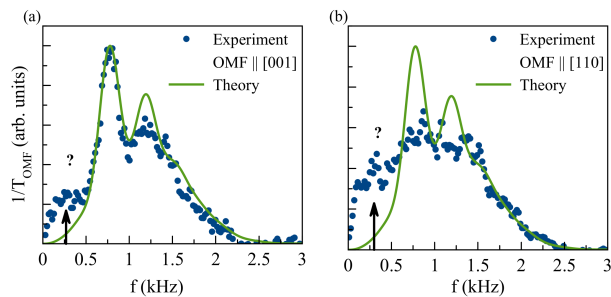 (a)
Experiment
OMF || [001]
Theory
?
1/T_OMF (arb. units)
0 0.5 1 1.5 2 2.5 3
f (kHz)
(b)
Experiment
OMF || [110]
Theory
?
0 0.5 1 1.5 2 2.5 3
f (kHz)